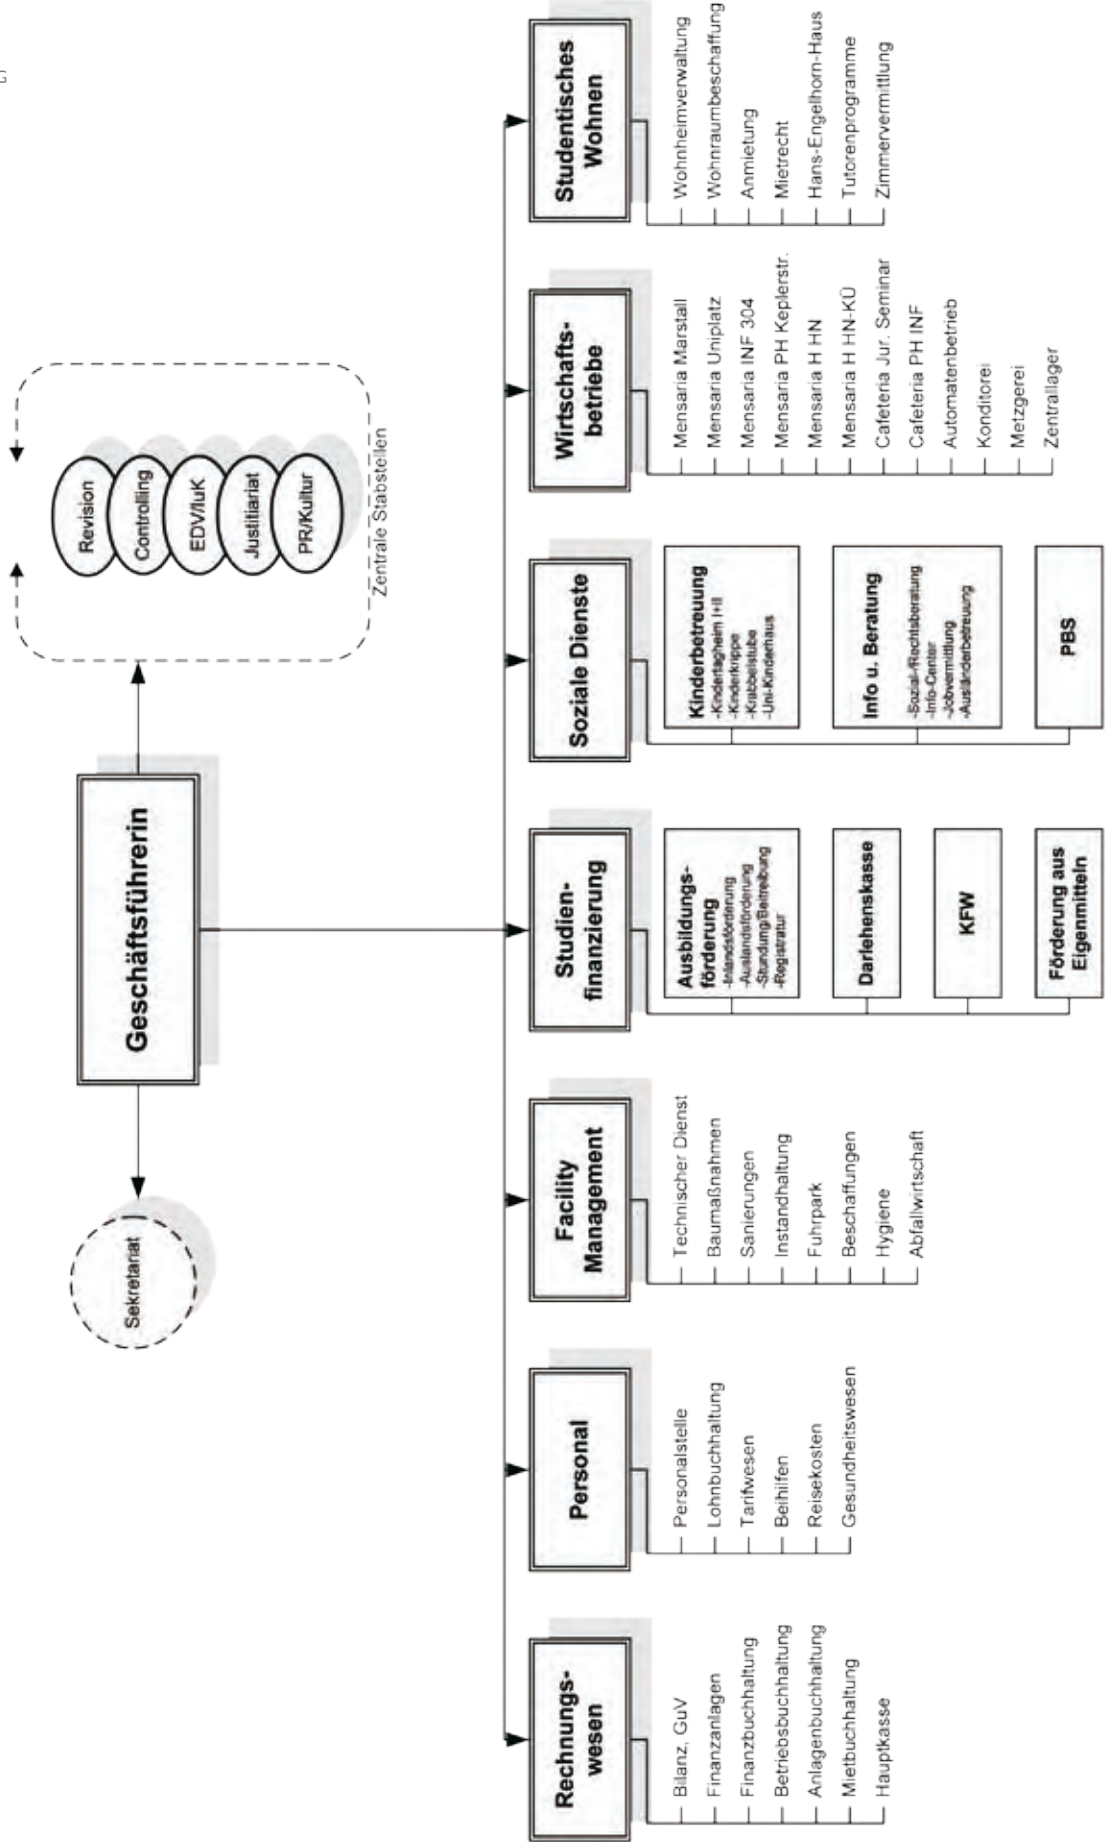 Geschäftsführerin
Sekretariat
Revision
Controlling
EDV/IuK
Justitiariat
PR/Kultur
Zentrale Stabstellen
Rechnungs-
wesen
Bilanz, GuV
Finanzanlagen
Finanzbuchhaltung
Betriebsbuchhaltung
Anlagenbuchhaltung
Mietbuchhaltung
Hauptkasse
Personal
Personalstelle
Lohnbuchhaltung
Tarifwesen
Beihilfen
Reisekosten
Gesundheitswesen
Facility
Management
Technischer Dienst
Baumaßnahmen
Sanierungen
Instandhaltung
Fuhrpark
Beschaffungen
Hygiene
Abfallwirtschaft
Studien-
finanzierung
Ausbildungs-
förderung
-Inlandsförderung
-Auslandsförderung
-Stundung/Beitreibung
-Registratur
Darlehenskasse
KFW
Förderung aus
Eigenmitteln
Soziale Dienste
Kinderbetreuung
-Kindertagheim I+II
-Kinderkrippe
-Krabbelstube
-Uni-Kinderhaus
Info u. Beratung
-Sozial-/Rechtsberatung
-Info-Center
-Jobvermittlung
-Ausländerbetreuung
PBS
Wirtschafts-
betriebe
Mensaria Marstall
Mensaria Uniplatz
Mensaria INF 304
Mensaria PH Keplerstr.
Mensaria H HN
Mensaria H HN-KÜ
Cafeteria Jur. Seminar
Cafeteria PH INF
Automatenbetrieb
Konditorei
Metzgerei
Zentrallager
Studentisches
Wohnen
Wohnheimverwaltung
Wohnraumbeschaffung
Anmietung
Mietrecht
Hans-Engelhorn-Haus
Tutorenprogramme
Zimmervermittlung